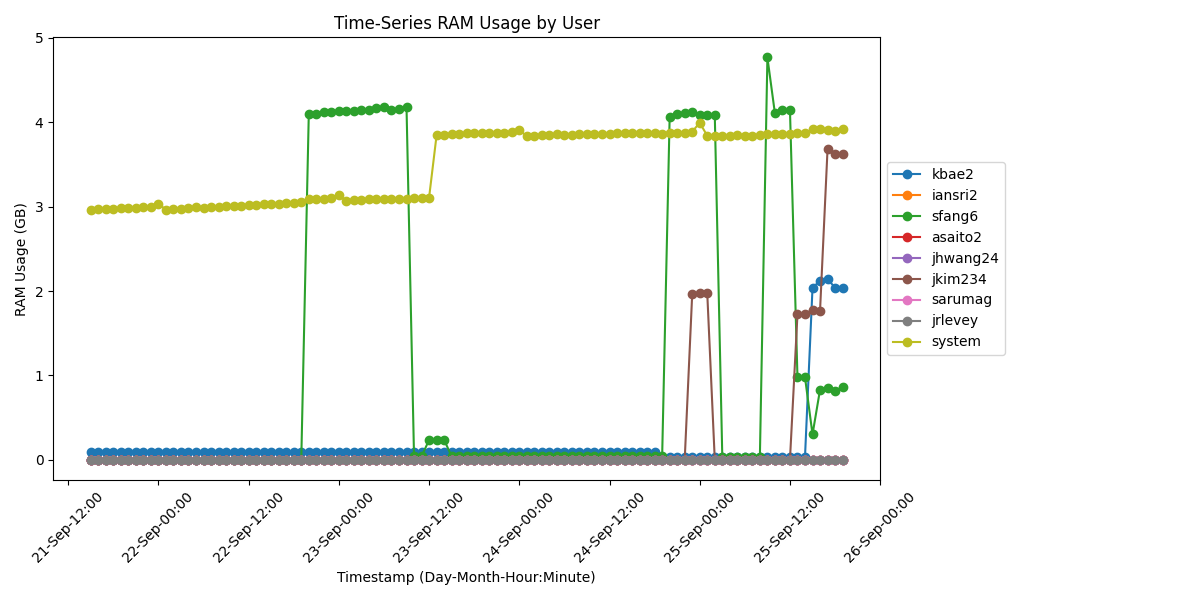 Time-Series RAM Usage by User
RAM Usage (GB)
5
4
3
2
1
0
21-Sep-12:00
22-Sep-00:00
22-Sep-12:00
23-Sep-00:00
23-Sep-12:00
24-Sep-00:00
24-Sep-12:00
25-Sep-00:00
25-Sep-12:00
26-Sep-00:00
Timestamp (Day-Month-Hour:Minute)
kbae2
iansri2
sfang6
asaito2
jhwang24
jkim234
sarumag
jrlevey
system